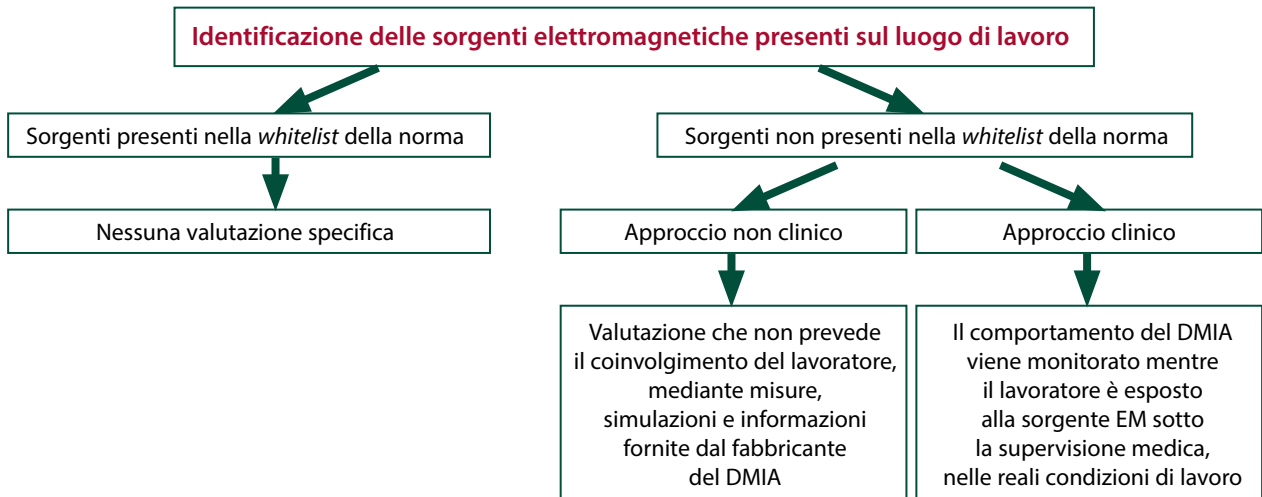 Identificazione delle sorgenti elettromagnetiche presenti sul luogo di lavoro
Sorgenti presenti nella whitelist della norma
Sorgenti non presenti nella whitelist della norma
Nessuna valutazione specifica
Approccio non clinico
Approccio clinico
Valutazione che non prevede
il coinvolgimento del lavoratore,
mediante misure,
simulazioni e informazioni
fornite dal fabbricante
del DMIA
Il comportamento del DMIA
viene monitorato mentre
il lavoratore è esposto
alla sorgente EM sotto
la supervisione medica,
nelle reali condizioni di lavoro